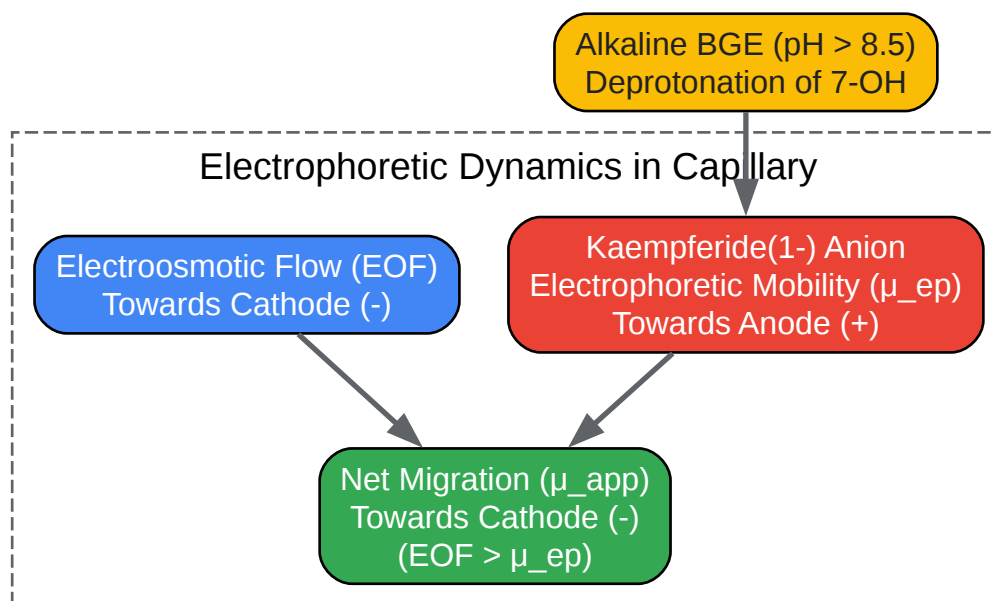 Alkaline BGE (pH > 8.5)
Deprotonation of 7-OH
Electrophoretic Dynamics in Capillary
Electroosmotic Flow (EOF)
Towards Cathode (-)
Kaempferide(1-) Anion
Electrophoretic Mobility (μ_ep)
Towards Anode (+)
Net Migration (μ_app)
Towards Cathode (-)
(EOF > μ_ep)